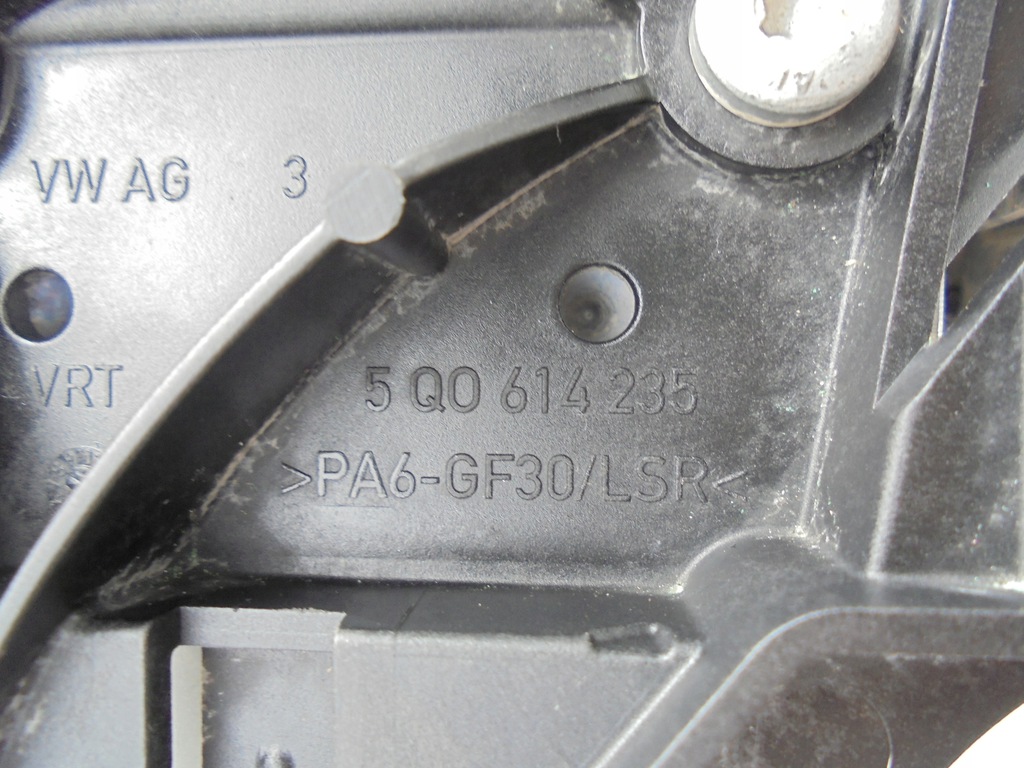 VW AG 3
VRT
5 Q0 614 235
>PA6-GF30/LSR<